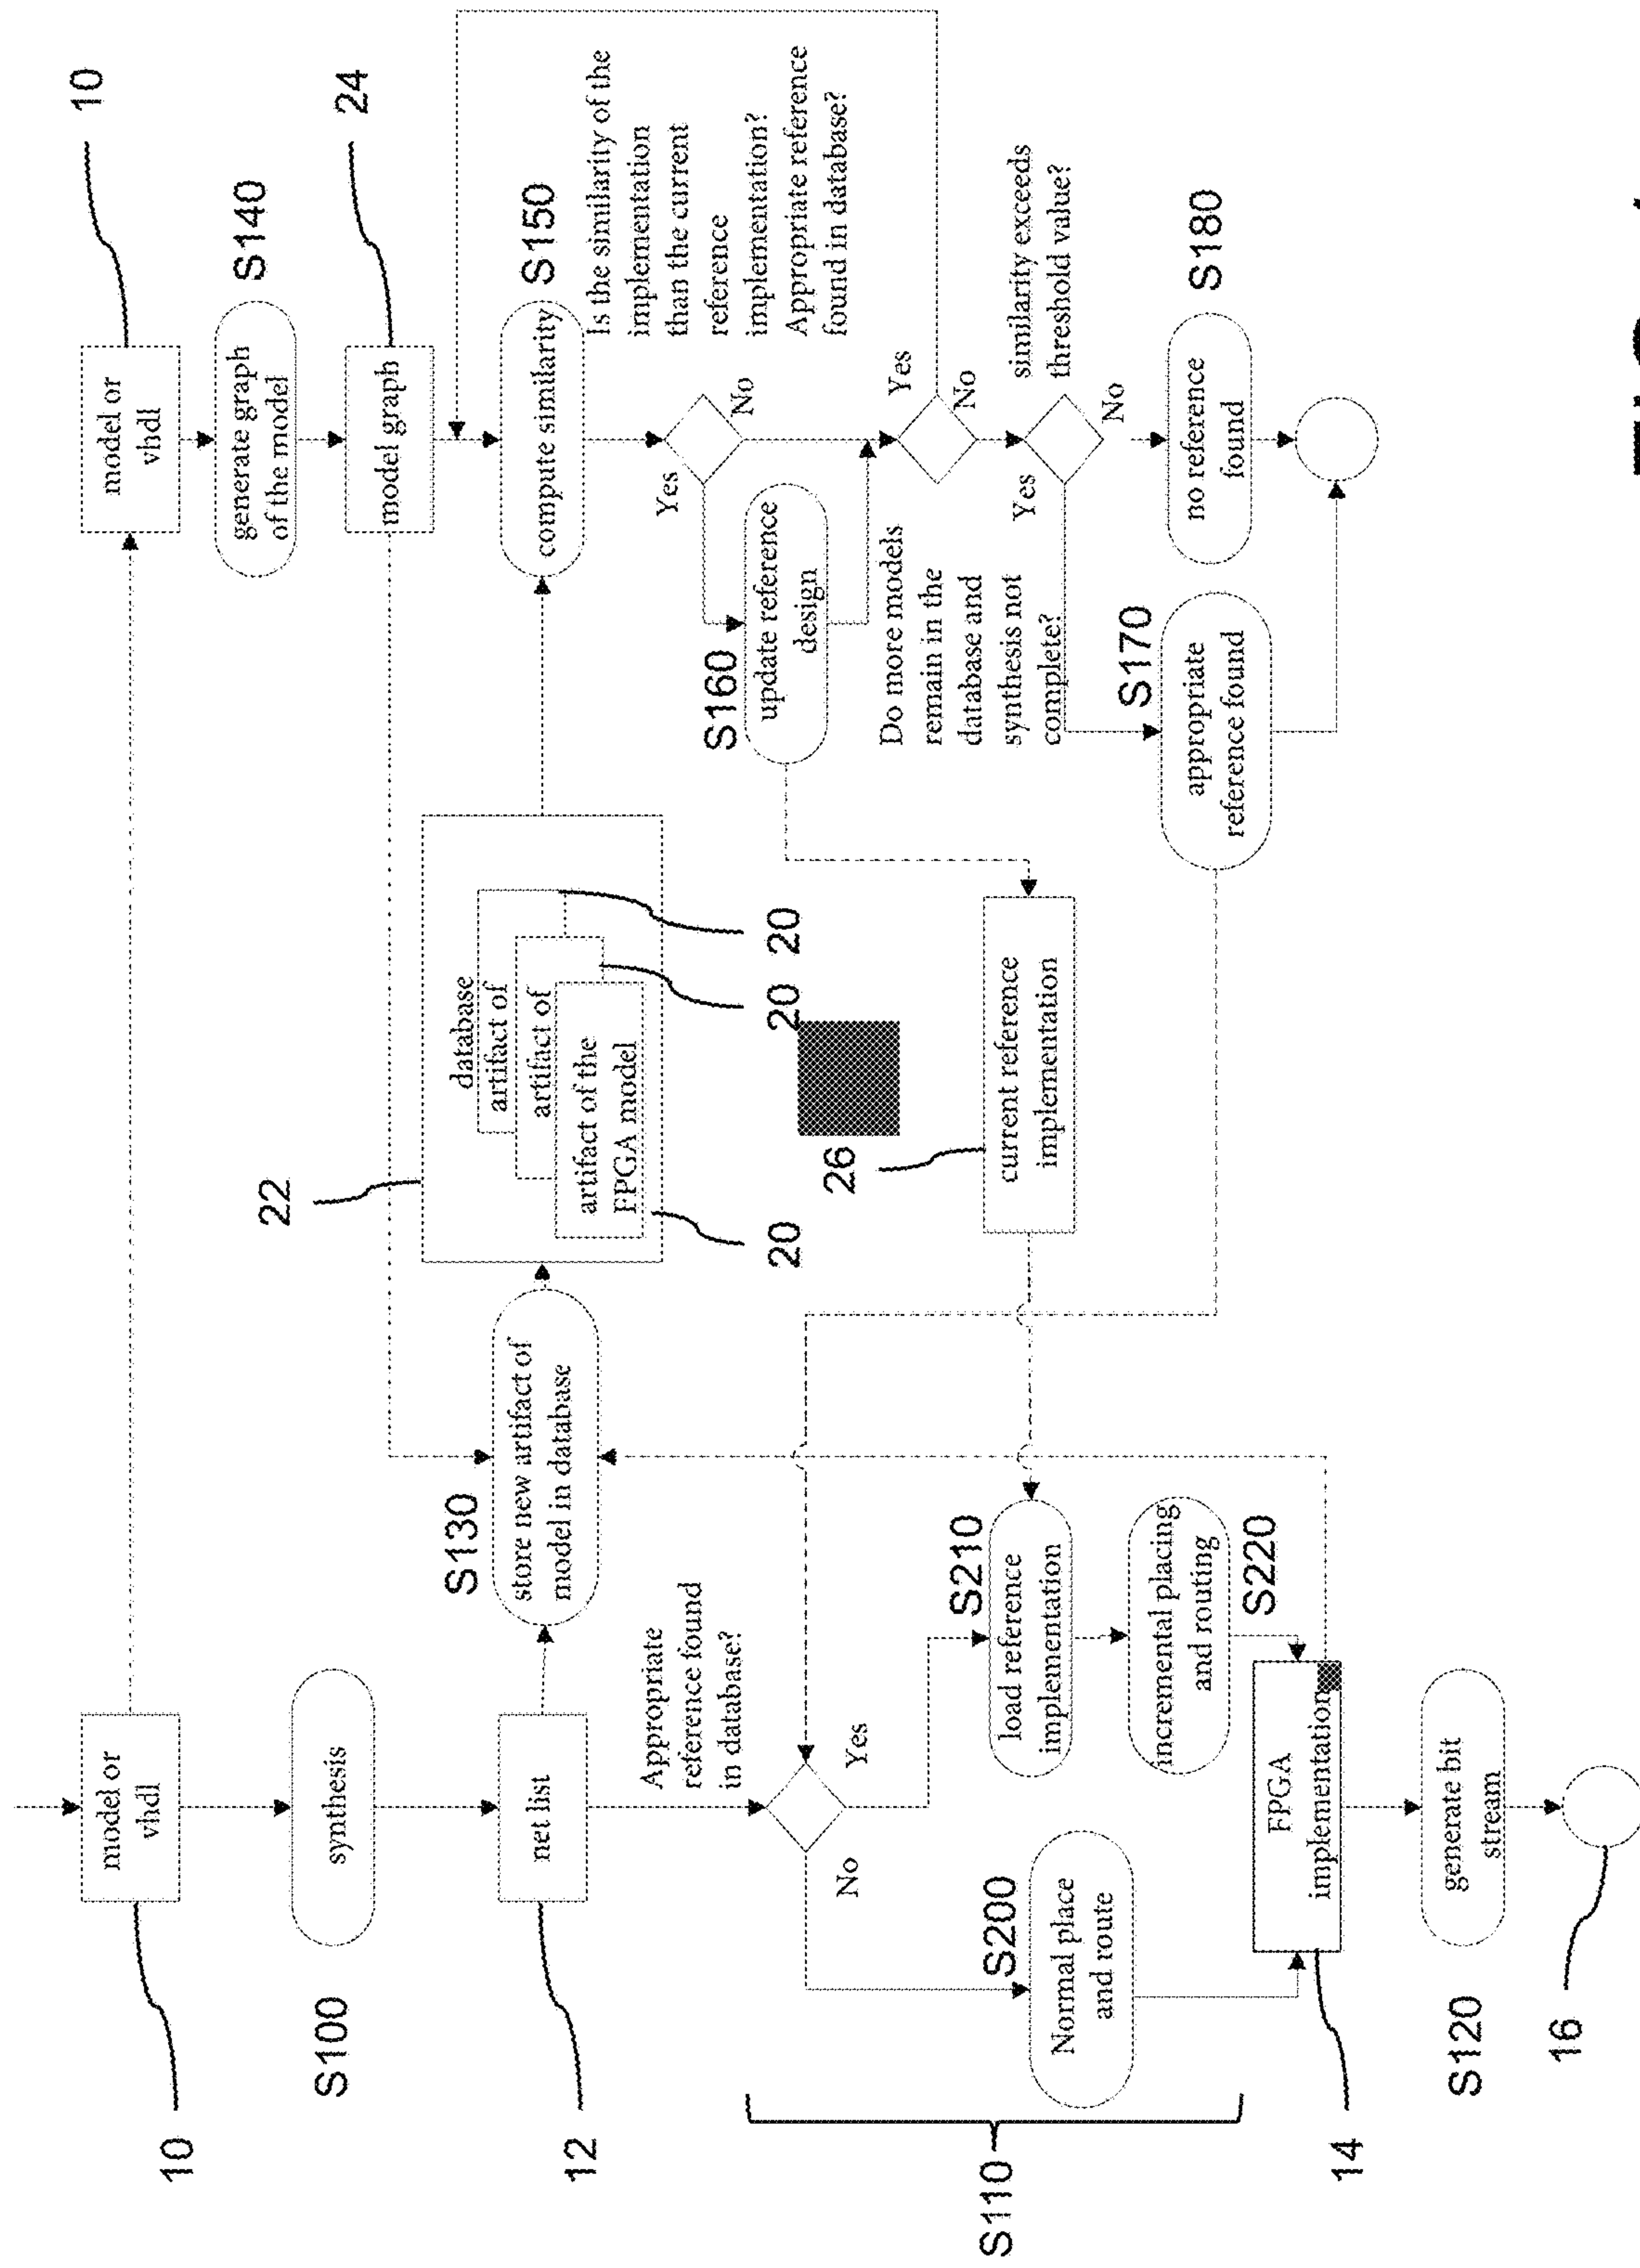 10
model or
vhdl
S100
synthesis
12
net list
Appropriate
reference found
in database?
No
Yes
S110
S200
Normal place
and route
S210
load reference
implementation
incremental placing
and routing
S220
14
FPGA
implementation
S120
generate bit
stream
16
S130
store new artifact of
model in database
22
database
artifact of
artifact of
artifact of the
FPGA model
20
20
20
26
current reference
implementation
10
model or
vhdl
S140
generate graph
of the model
24
model graph
S150
compute similarity
Is the similarity of the
implementation
than the current
reference
implementation?
Appropriate reference
found in database?
Yes
No
S160
update reference
design
Do more models
remain in the
database and
synthesis not
complete?
Yes
No
similarity exceeds
threshold value?
Yes
No
S170
appropriate
reference found
S180
no reference
found